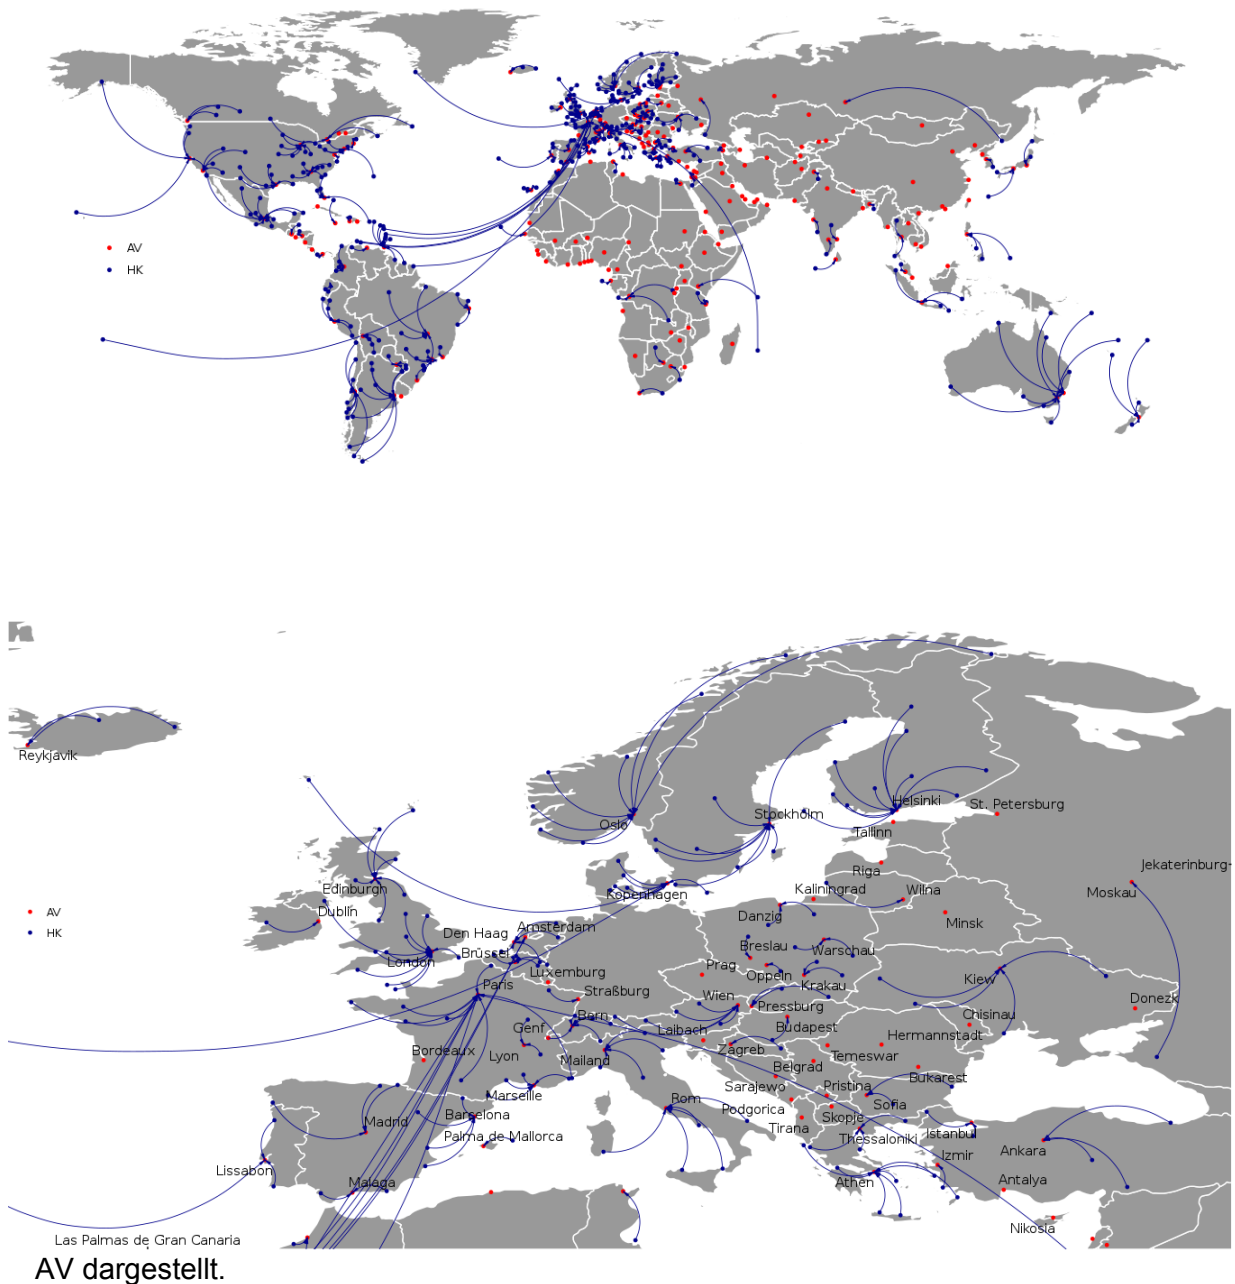 AV
HK
Reykjavik
Oslo
Stockholm
Helsinki
St. Petersburg
Tallinn
Riga
Jekaterinburg-
Moskau
Edinburgh
Kopenhagen
Kaliningrad
Wilna
AV
HK
Dublin
Danzig
Minsk
Den Haag
Amsterdam
London
Brüssel
Breslau
Warschau
Luxemburg
Prag
Oppeln
Krakau
Kiew
Paris
Straßburg
Wien
Pressburg
Donezk
Bern
Chisinau
Genf
Laibach
Budapest
Hermannstadt
Bordeaux
Lyon
Mailand
Zagreb
Temeswar
Belgrad
Sarajewo
Pristina
Bukarest
Marseille
Rom
Podgorica
Sofia
Skopje
Barselona
Tirana
Madrid
Thessaloniki
Istanbul
Palma de Mallorca
Ankara
Izmir
Lissabon
Malaga
Athen
Antalya
Nikosia
Las Palmas de Gran Canaria
AV dargestellt.